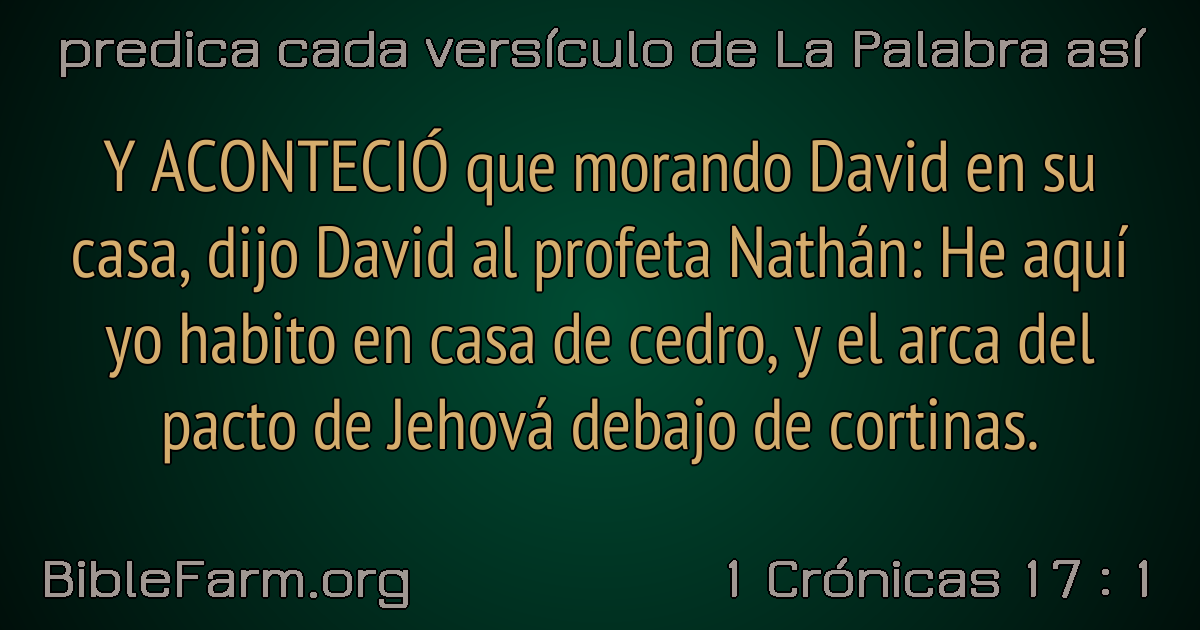 predica cada versículo de La Palabra así
Y ACONTECIÓ que morando David en su
casa, dijo David al profeta Nathán: He aquí
yo habito en casa de cedro, y el arca del
pacto de Jehová debajo de cortinas.
BibleFarm.org 1 Crónicas 17 : 1